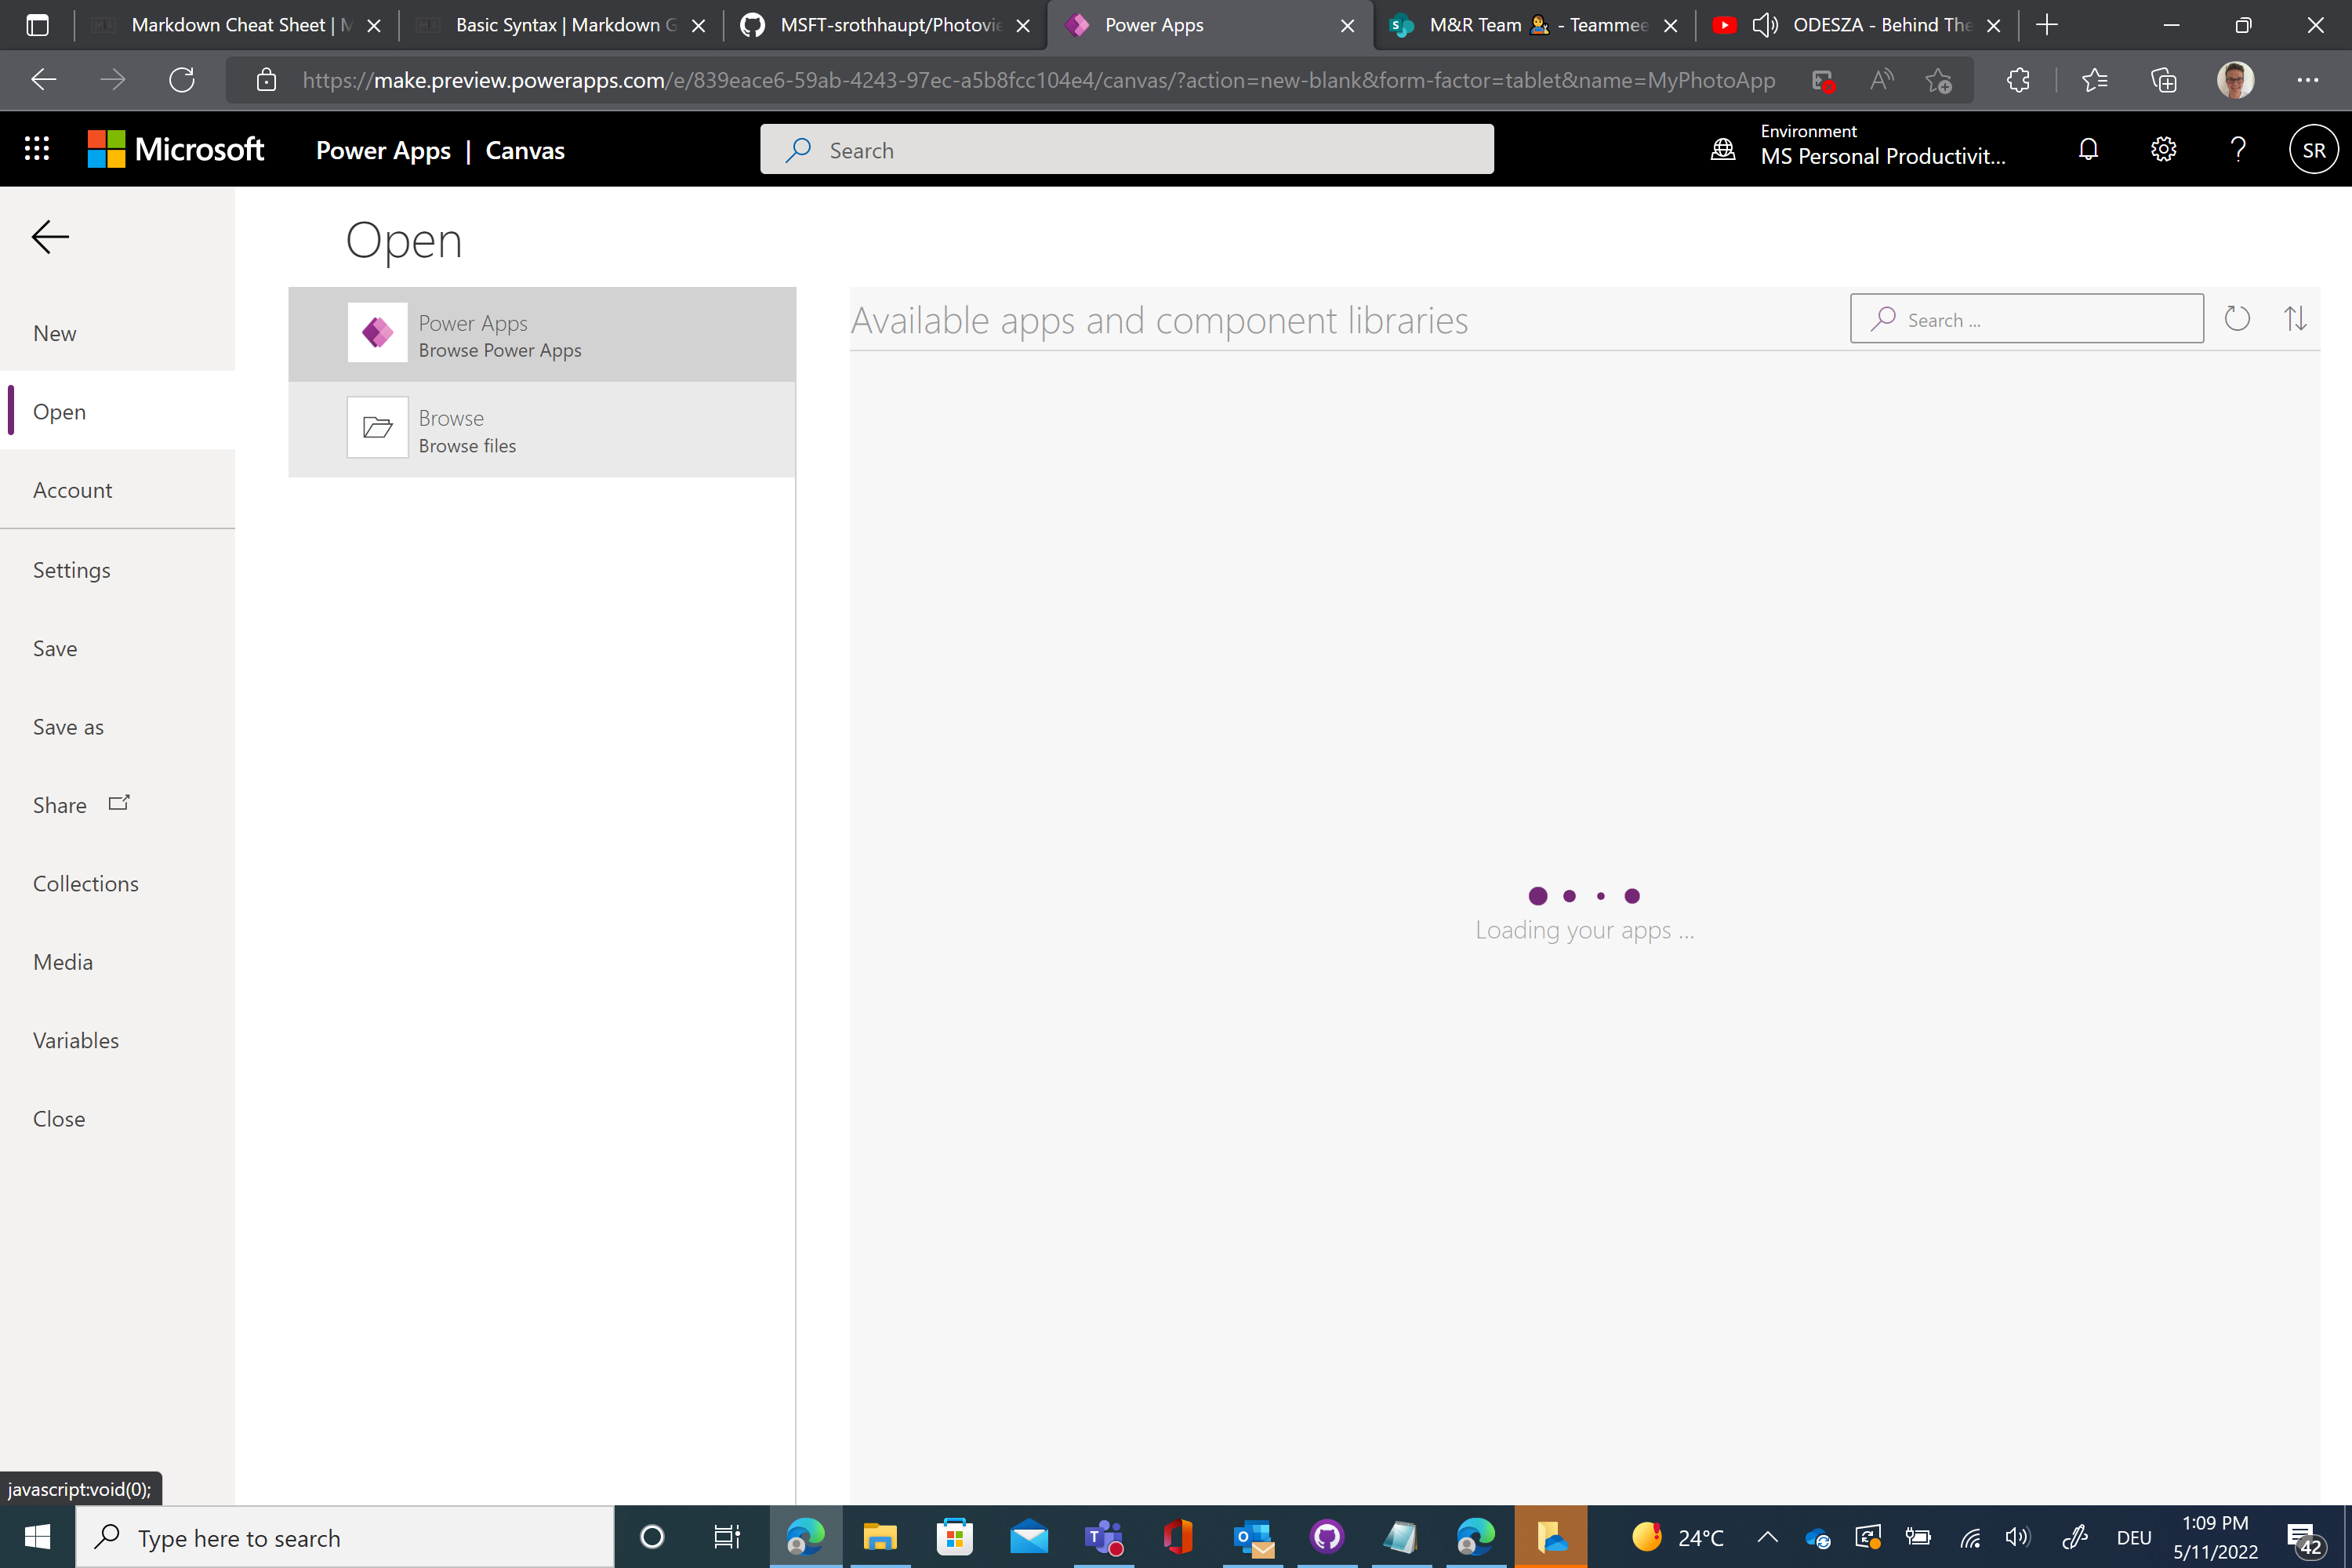 Markdown Cheat Sheet | M
Basic Syntax | Markdown G
MSFT-srothhaupt/Photovie
Power Apps
M&R Team 👩‍💼 - Teammee
ODESZA - Behind The
https://make.preview.powerapps.com/e/839eace6-59ab-4243-97ec-a5b8fcc104e4/canvas/?action=new-blank&form-factor=tablet&name=MyPhotoApp
Microsoft
Power Apps | Canvas
Search
Environment
MS Personal Productivit...
SR
Open
New
Open
Account
Settings
Save
Save as
Share
Collections
Media
Variables
Close
Power Apps
Browse Power Apps
Browse
Browse files
Available apps and component libraries
Search ...
Loading your apps ...
javascript:void(0);
Type here to search
24°C
DEU
1:09 PM
5/11/2022
42